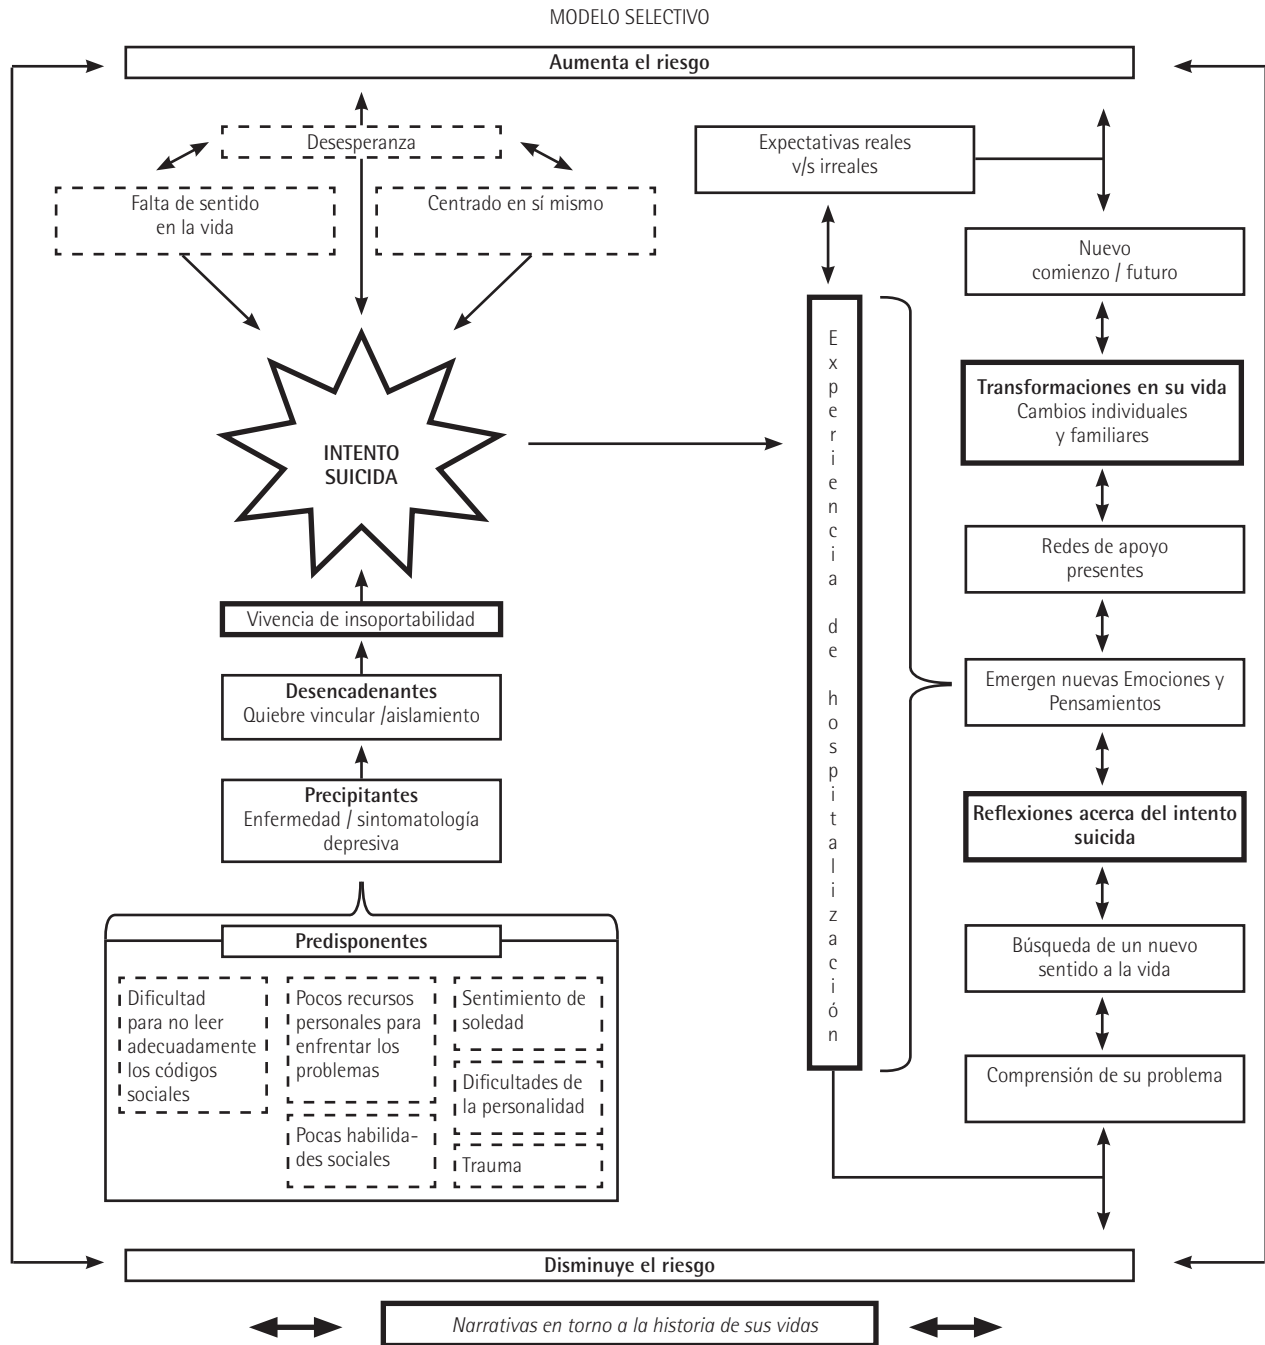 MODELO SELECTIVO
Aumenta el riesgo
Desesperanza
Falta de sentido
en la vida
Centrado en sí mismo
INTENTO
SUICIDA
Vivencia de insoportabilidad
Desencadenantes
Quiebre vincular /aislamiento
Precipitantes
Enfermedad / sintomatología
depresiva
Predisponentes
Dificultad
para no leer
adecuadamente
los códigos
sociales
Pocos recursos
personales para
enfrentar los
problemas
Pocas habilida-
des sociales
Sentimiento de
soledad
Dificultades de
la personalidad
Trauma
Expectativas reales
v/s irreales
Experiencia de hospitalización
Nuevo
comienzo / futuro
Transformaciones en su vida
Cambios individuales
y familiares
Redes de apoyo
presentes
Emergen nuevas Emociones y
Pensamientos
Reflexiones acerca del intento
suicida
Búsqueda de un nuevo
sentido a la vida
Comprensión de su problema
Disminuye el riesgo
Narrativas en torno a la historia de sus vidas